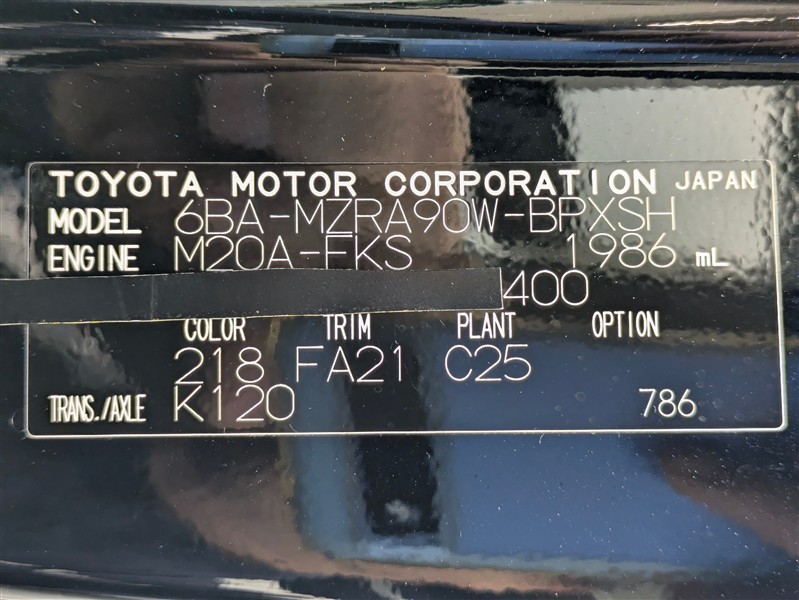 TOYOTA MOTOR CORPORATION JAPAN
MODEL 6BA-MZRA90W-BPXSH
ENGINE M20A-FKS 1986 mL
400
COLOR TRIM PLANT OPTION
218 FA21 C25
TRANS./AXLE K120 786